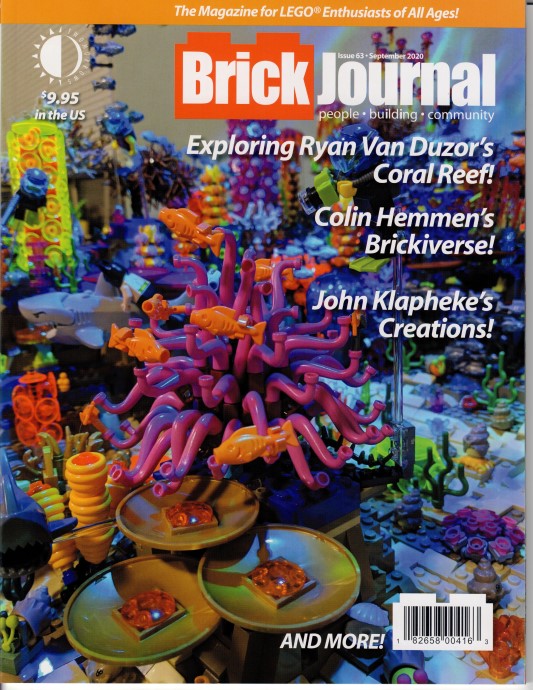 The Magazine for LEGO® Enthusiasts of All Ages!
Issue 63 • September 2020
BrickJournal
people • building • community
$9.95
in the US
Exploring Ryan Van Duzor's
Coral Reef!
Colin Hemmen's
Brickiverse!
John Klapheke's
Creations!
AND MORE!
1 82658 00416 3